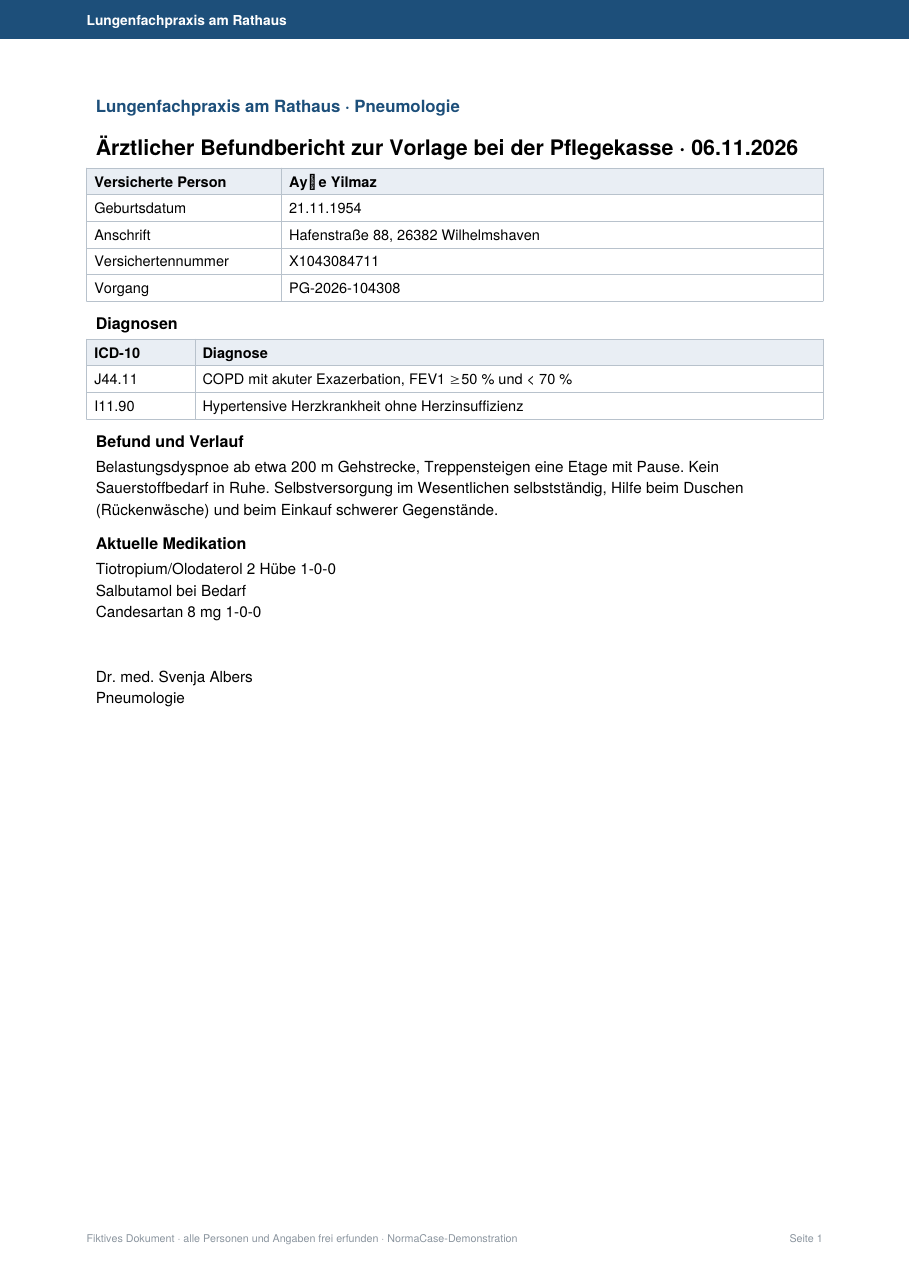 Lungenfachpraxis am Rathaus
Lungenfachpraxis am Rathaus · Pneumologie
Ärztlicher Befundbericht zur Vorlage bei der Pflegekasse · 06.11.2026
Versicherte Person Yilmaz
Geburtsdatum 21.11.1954
Anschrift Hafenstraße 88, 26382 Wilhelmshaven
Versichertennummer X1043084711
Vorgang PG-2026-104308
Diagnosen
ICD-10 Diagnose
J44.11 COPD mit akuter Exazerbation, FEV1 ≥50 % und < 70 %
I11.90 Hypertensive Herzkrankheit ohne Herzinsuffizienz
Befund und Verlauf
Belastungsdyspnoe ab etwa 200 m Gehstrecke, Treppensteigen eine Etage mit Pause. Kein
Sauerstoffbedarf in Ruhe. Selbstversorgung im Wesentlichen selbstständig, Hilfe beim Duschen
(Rückenwäsche) und beim Einkauf schwerer Gegenstände.
Aktuelle Medikation
Tiotropium/Olodaterol 2 Hübe 1-0-0
Salbutamol bei Bedarf
Candesartan 8 mg 1-0-0
Dr. med. Svenja Albers
Pneumologie
Fiktives Dokument · alle Personen und Angaben frei erfunden · NormaCase-Demonstration Seite 1